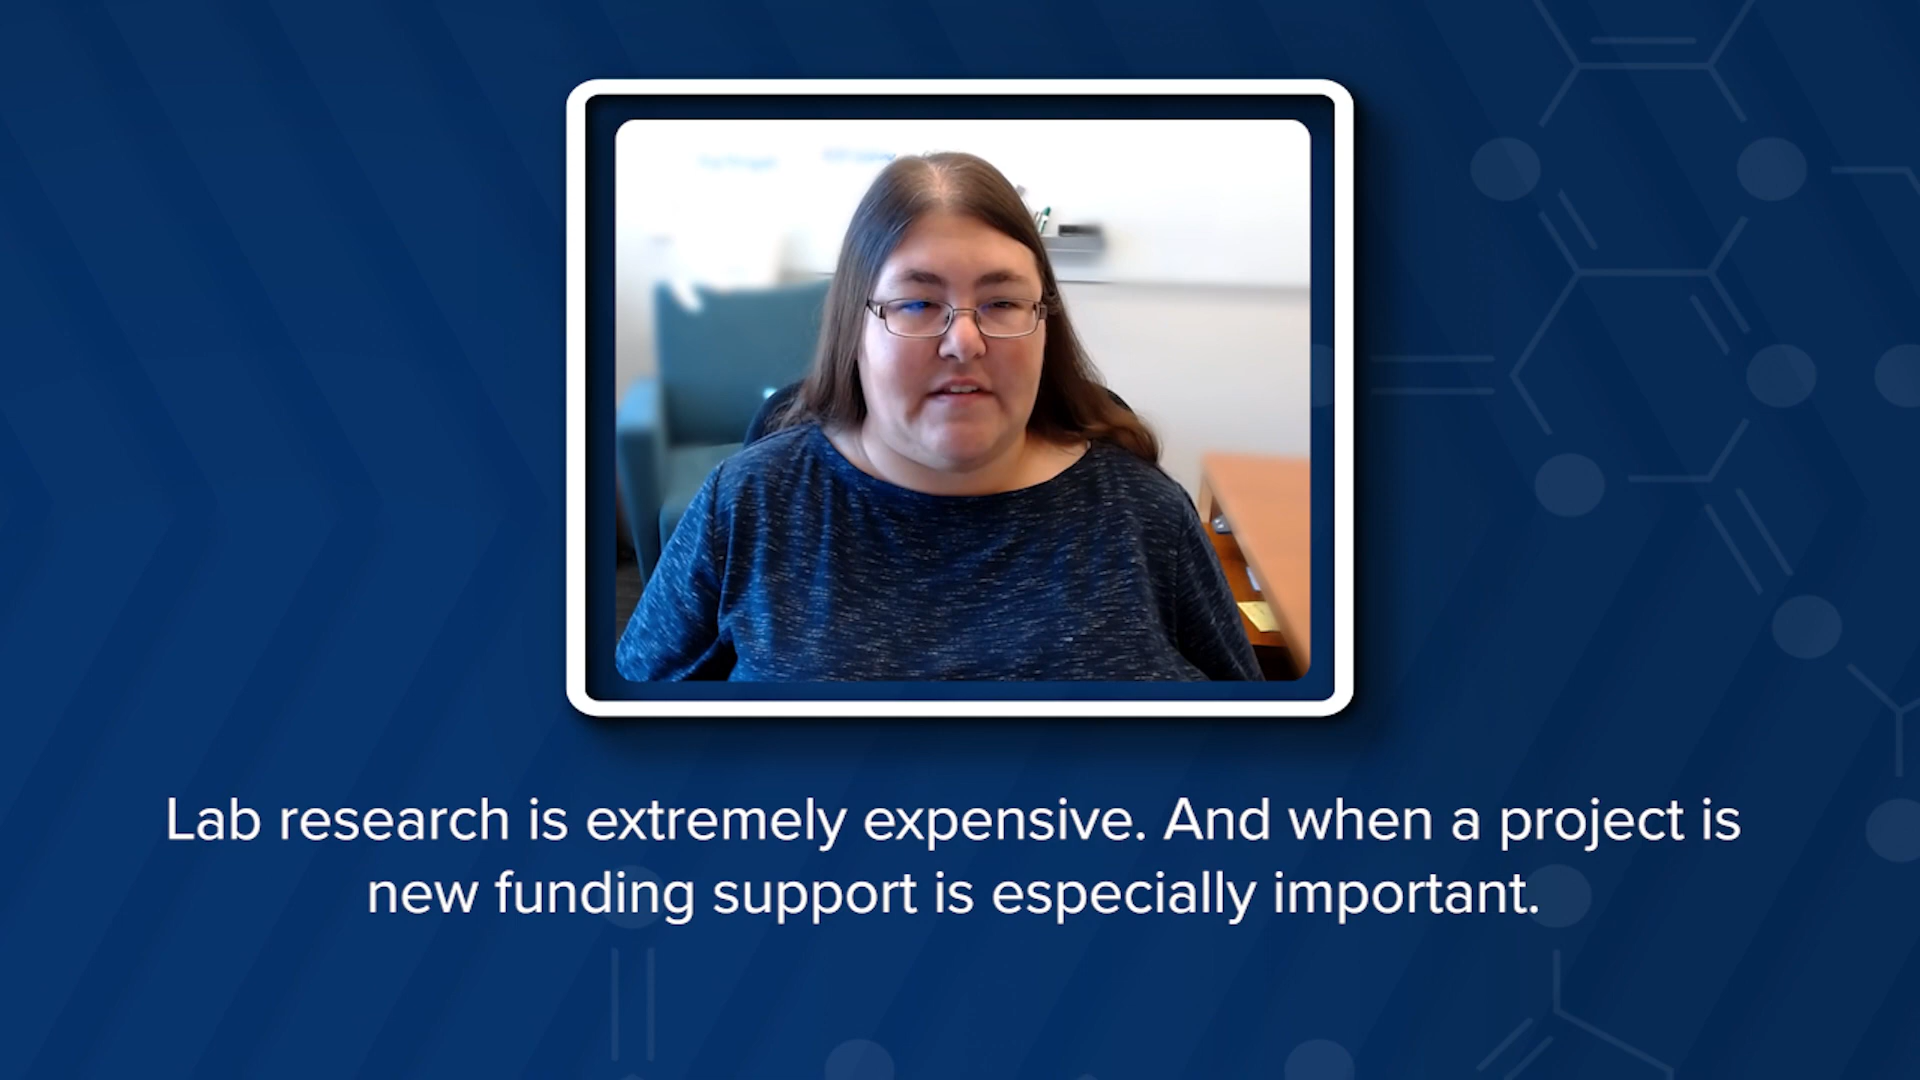 Lab research is extremely expensive. And when a project is
new funding support is especially important.